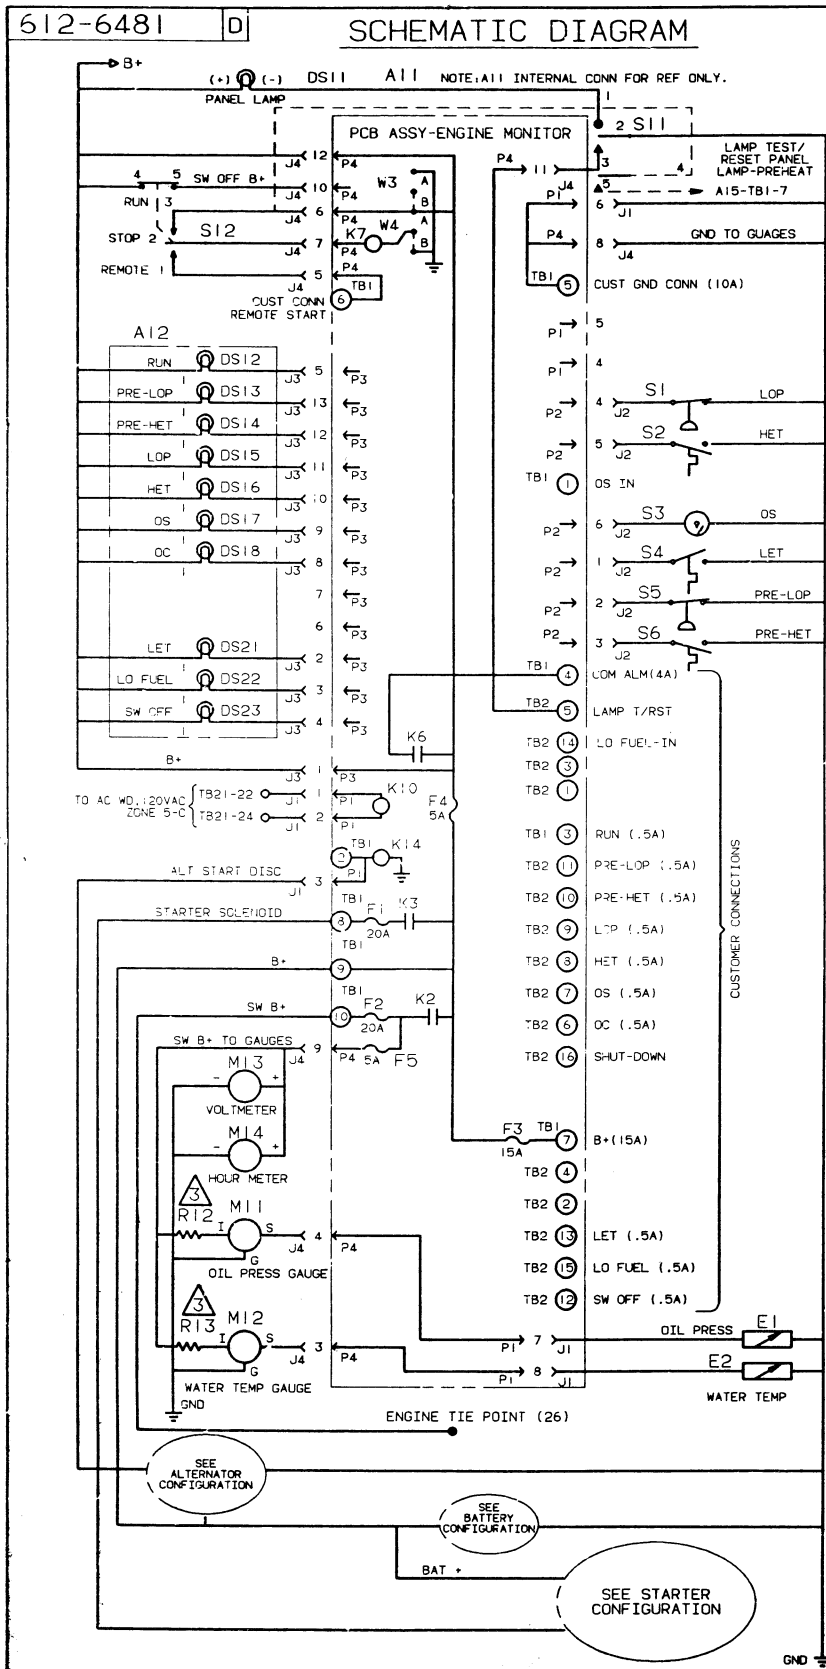 612-6481 D SCHEMATIC DIAGRAM
B+
(+) (-) DS11 A11 NOTE:A11 INTERNAL CONN FOR REF ONLY.
PANEL LAMP
1
2 S11
PCB ASSY-ENGINE MONITOR
LAMP TEST/
RESET PANEL
LAMP-PREHEAT
3 4
5
A15-TB1-7
J4 12 P4
4 5 SW OFF B+
J4 10 P4
RUN 3
J4 6 P4
STOP 2 S12
7 P4
REMOTE 1
J4 5 P4
TB1
6
CUST CONN
REMOTE START
W3 A B
W4 A B
K7
P4 11 J4
P1 6 J1
P4 8 J4 GND TO GUAGES
TB1 5 CUST GND CONN (10A)
P1 5
P1 4
A12
RUN DS12 J3 5 P3
PRE-LOP DS13 J3 13 P3
PRE-HET DS14 J3 12 P3
LOP DS15 J3 11 P3
HET DS16 J3 10 P3
OS DS17 J3 9 P3
OC DS18 J3 8 P3
7 P3
6 P3
LET DS21 J3 2 P3
LO FUEL DS22 J3 3 P3
SW OFF DS23 J3 4 P3
P2 4 J2 S1 LOP
P2 5 J2 S2 HET
TB1 1 OS IN
P2 6 J2 S3 OS
P2 1 J2 S4 LET
P2 2 J2 S5 PRE-LOP
P2 3 J2 S6 PRE-HET
TB1 4 COM ALM(4A)
TB2 5 LAMP T/RST
TB2 14 LO FUEL-IN
TB2 3
TB2 1
TB1 3 RUN (.5A)
TB2 11 PRE-LOP (.5A)
TB2 10 PRE-HET (.5A)
TB2 9 LOP (.5A)
TB2 8 HET (.5A)
TB2 7 OS (.5A)
TB2 6 OC (.5A)
TB2 16 SHUT-DOWN
CUSTOMER CONNECTIONS
K6
B+ J3 1 P3
TO AC WD,120VAC
ZONE 5-C
TB21-22 J1 1 P1
TB21-24 J1 2 P1
K10
F4
5A
2 TB1 K14
ALT START DISC J1 3 P1
STARTER SOLENOID TB1 8 F1 20A K3
B+ TB1 9
SW B+ TB1 10 F2 20A K2
SW B+ TO GAUGES J4 9 P4 5A F5
- M13 +
VOLTMETER
- M14 +
HOUR METER
F3 15A TB1 7 B+(15A)
TB2 4
TB2 2
TB2 13 LET (.5A)
TB2 15 LO FUEL (.5A)
TB2 12 SW OFF (.5A)
3
R12 I M11 S G J4 4 P4
OIL PRESS GAUGE
3
R13 I M12 S G J4 3 P4
WATER TEMP GAUGE
GND
P1 7 J1 OIL PRESS E1
P1 8 J1 E2
WATER TEMP
ENGINE TIE POINT (26)
SEE
ALTERNATOR
CONFIGURATION
SEE
BATTERY
CONFIGURATION
BAT +
SEE STARTER
CONFIGURATION
GND